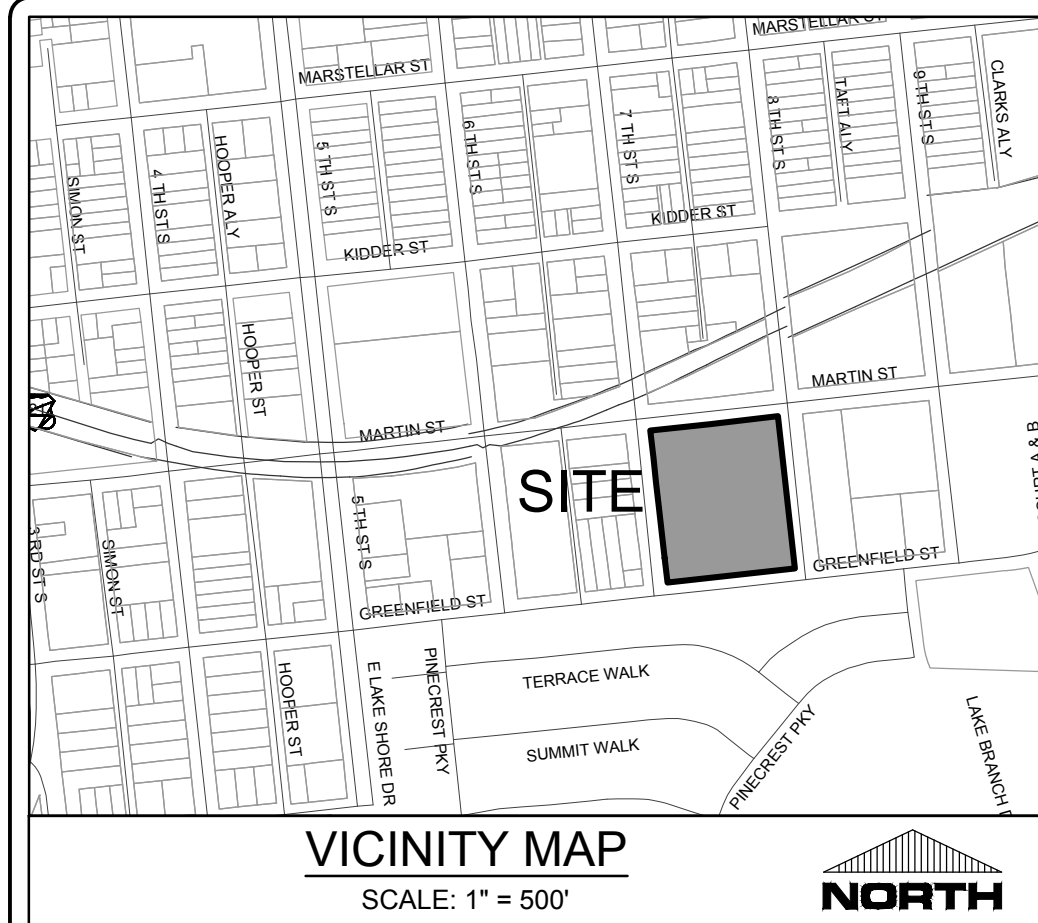 MARSTELLAR ST
MARSTELLAR ST
SIMON ST
4 TH ST S
HOOPER ALY
5 TH ST S
6 TH ST S
7 TH ST S
8 TH ST S
TAFT ALY
9 TH ST S
CLARKS ALY
KIDDER ST
KIDDER ST
HOOPER ST
MARTIN ST
MARTIN ST
SITE
3 RD ST S
SIMON ST
5 TH ST S
GREENFIELD ST
GREENFIELD ST
HOOPER ST
E LAKE SHORE DR
PINECREST PKY
TERRACE WALK
SUMMIT WALK
PINECREST PKY
LAKE BRANCH
VICINITY MAP
SCALE: 1" = 500'
NORTH